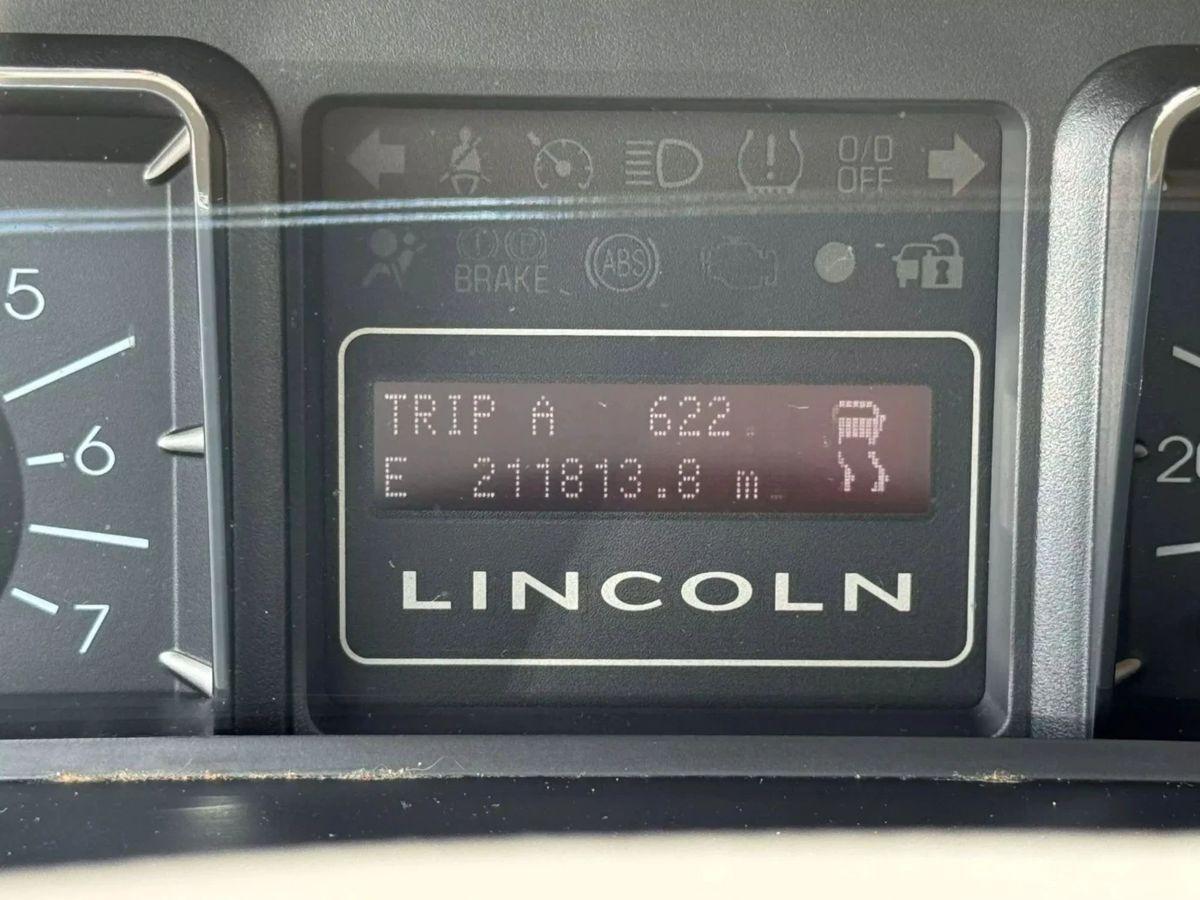 O/D
OFF
BRAKE
ABS
5
6
7
TRIP A 622.
E 211813.8 m
LINCOLN